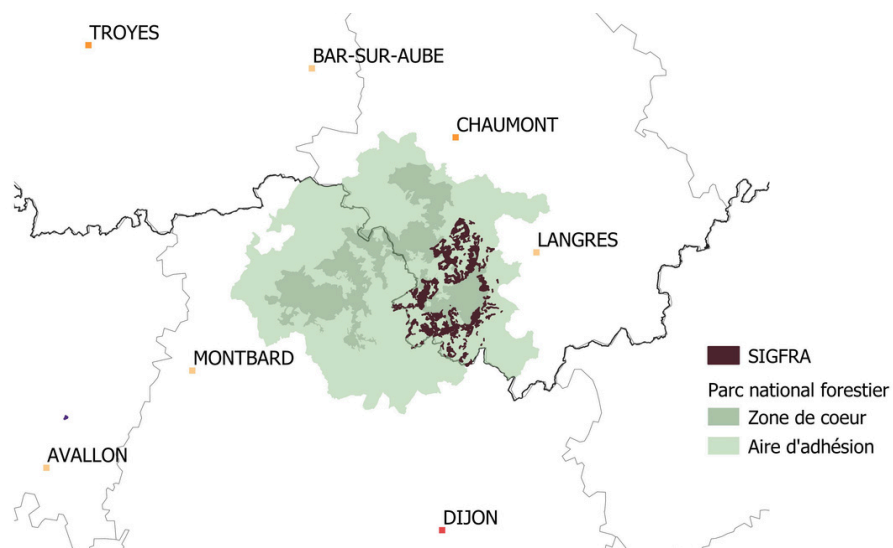 TROYES
BAR-SUR-AUBE
CHAUMONT
LANGRES
MONTBARD
AVALLON
DIJON
SIGFRA
Parc national forestier
Zone de coeur
Aire d'adhésion